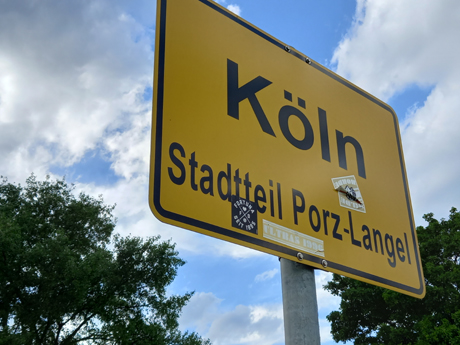 Köln
Stadtteil Porz-Langel